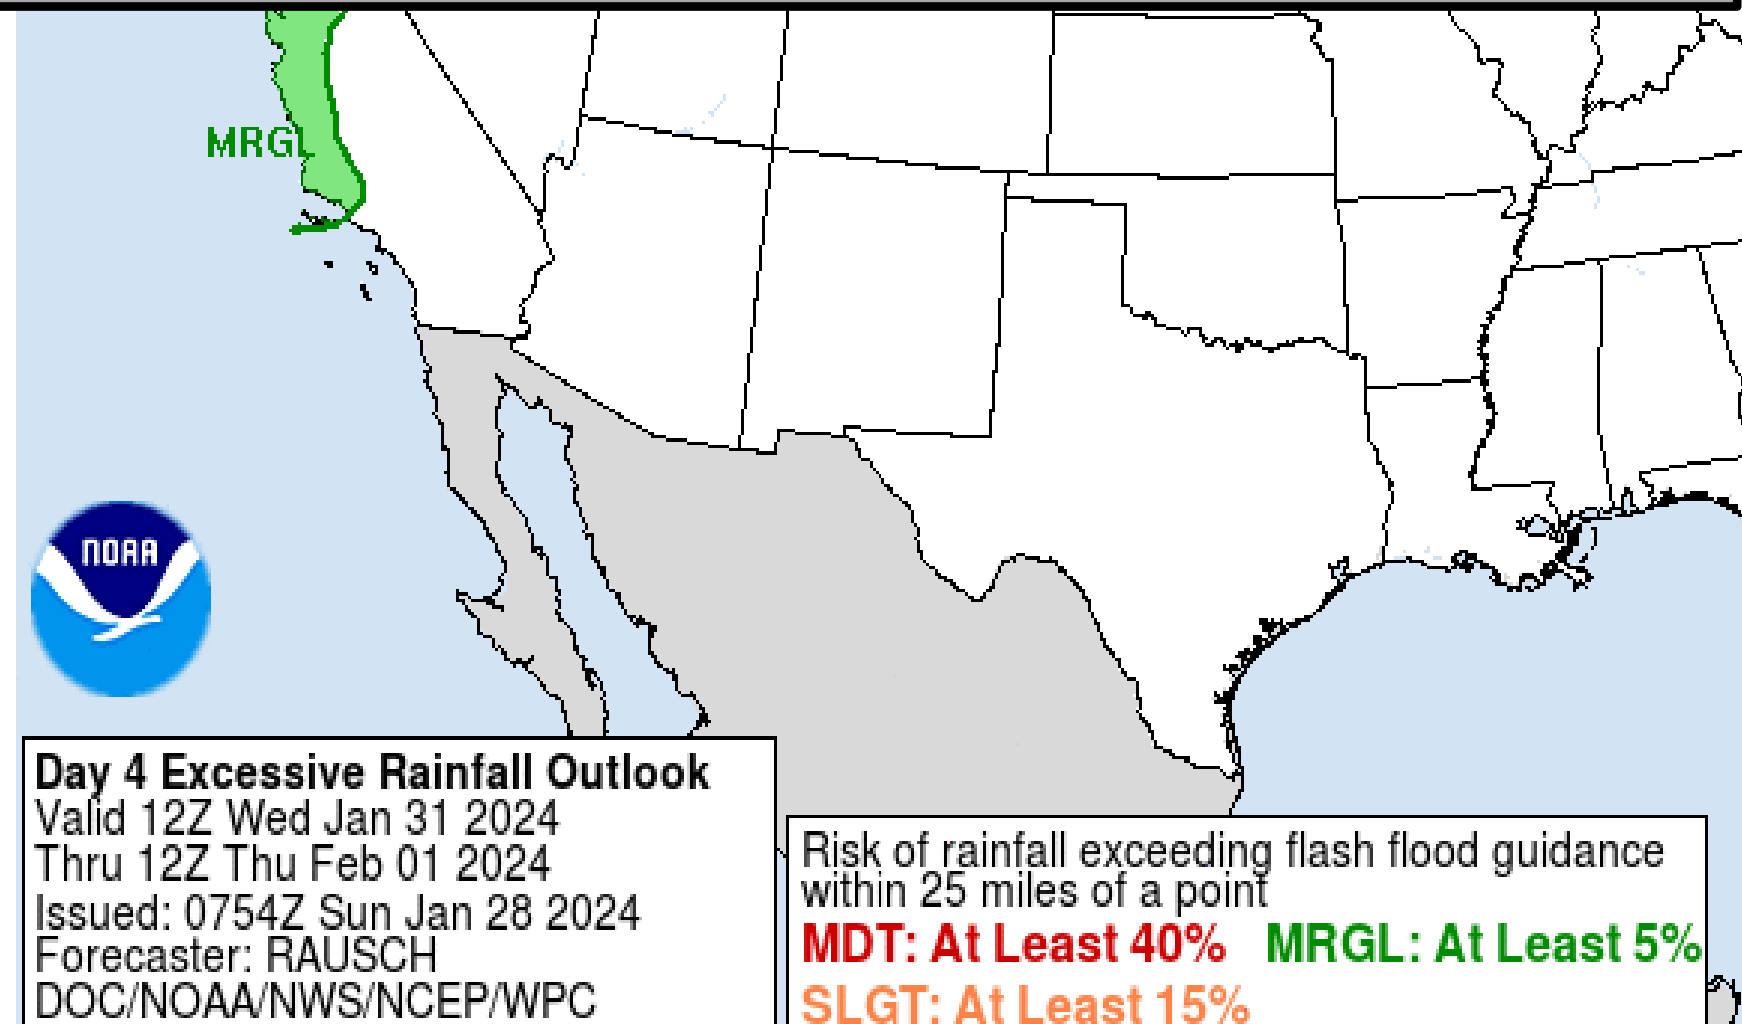 MRGL
NOAA
Day 4 Excessive Rainfall Outlook
Valid 12Z Wed Jan 31 2024
Thru 12Z Thu Feb 01 2024
Issued: 0754Z Sun Jan 28 2024
Forecaster: RAUSCH
DOC/NOAA/NWS/NCEP/WPC
Risk of rainfall exceeding flash flood guidance
within 25 miles of a point
MDT: At Least 40% MRGL: At Least 5%
SLGT: At Least 15%